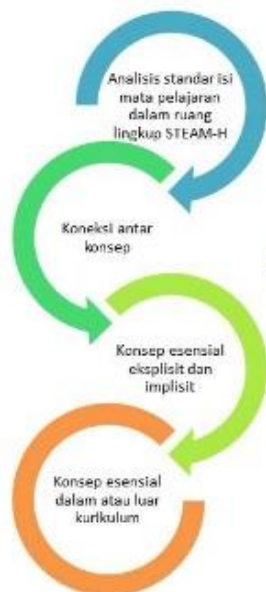 Analisis standar isi
mata pelajaran
dalam ruang
lingkup STEAM-H
Koneksi antar
konsep
Konsep esensial
eksplisit dan
implisit
Konsep esensial
dalam atau luar
kurikulum